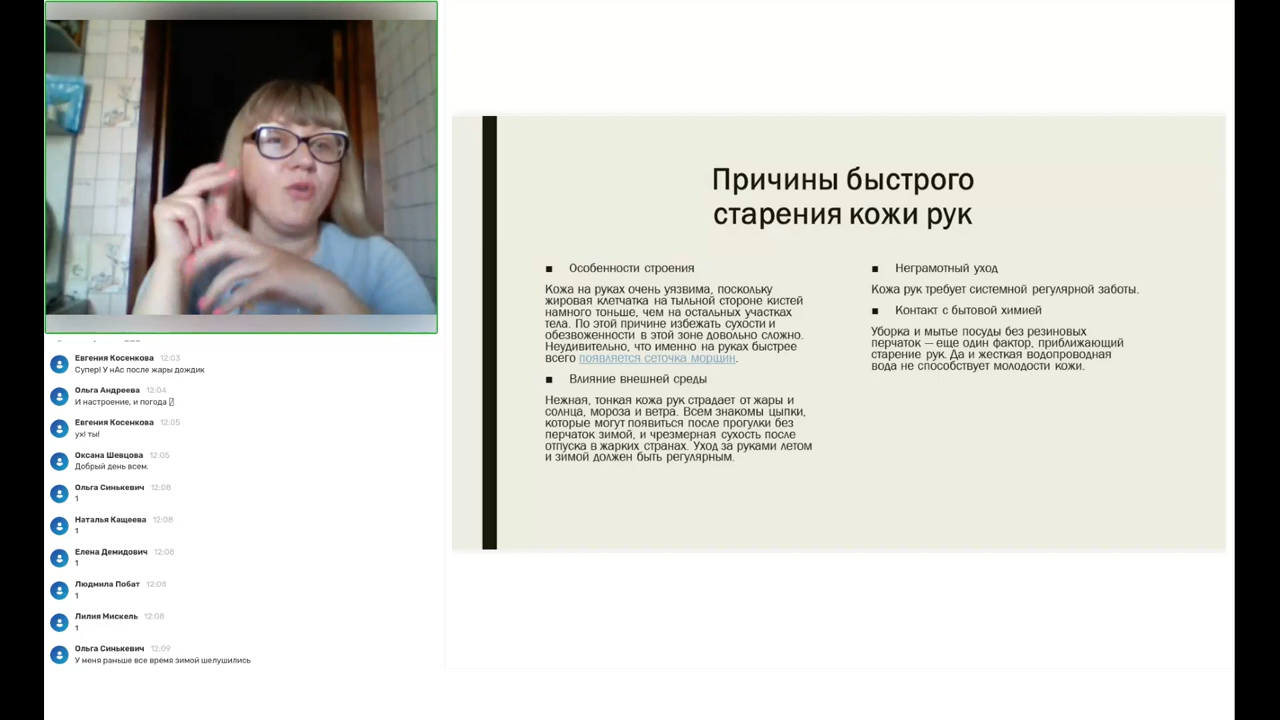 Евгения Косенкова 12:03
Супер! У нАс после жары дождик
Ольга Андреева 12:04
И настроение, и погода
Евгения Косенкова 12:05
ух! ты!
Оксана Шевцова 12:05
Добрый день всем.
Ольга Синькевич 12:08
1
Наталья Кащеева 12:08
1
Елена Демидович 12:08
1
Людмила Побат 12:08
1
Лилия Мискель 12:08
1
Ольга Синькевич 12:09
У меня раньше все время зимой шелушились
Причины быстрого
старения кожи рук
■ Особенности строения
Кожа на руках очень уязвима, поскольку
жировая клетчатка на тыльной стороне кистей
намного тоньше, чем на остальных участках
тела. По этой причине избежать сухости и
обезвоженности в этой зоне довольно сложно.
Неудивительно, что именно на руках быстрее
всего появляется сеточка морщин.
■ Влияние внешней среды
Нежная, тонкая кожа рук страдает от жары и
солнца, мороза и ветра. Всем знакомы цыпки,
которые могут появиться после прогулки без
перчаток зимой, и чрезмерная сухость после
отпуска в жарких странах. Уход за руками летом
и зимой должен быть регулярным.
■ Неграмотный уход
Кожа рук требует системной регулярной заботы.
■ Контакт с бытовой химией
Уборка и мытье посуды без резиновых
перчаток — еще один фактор, приближающий
старение рук. Да и жесткая водопроводная
вода не способствует молодости кожи.